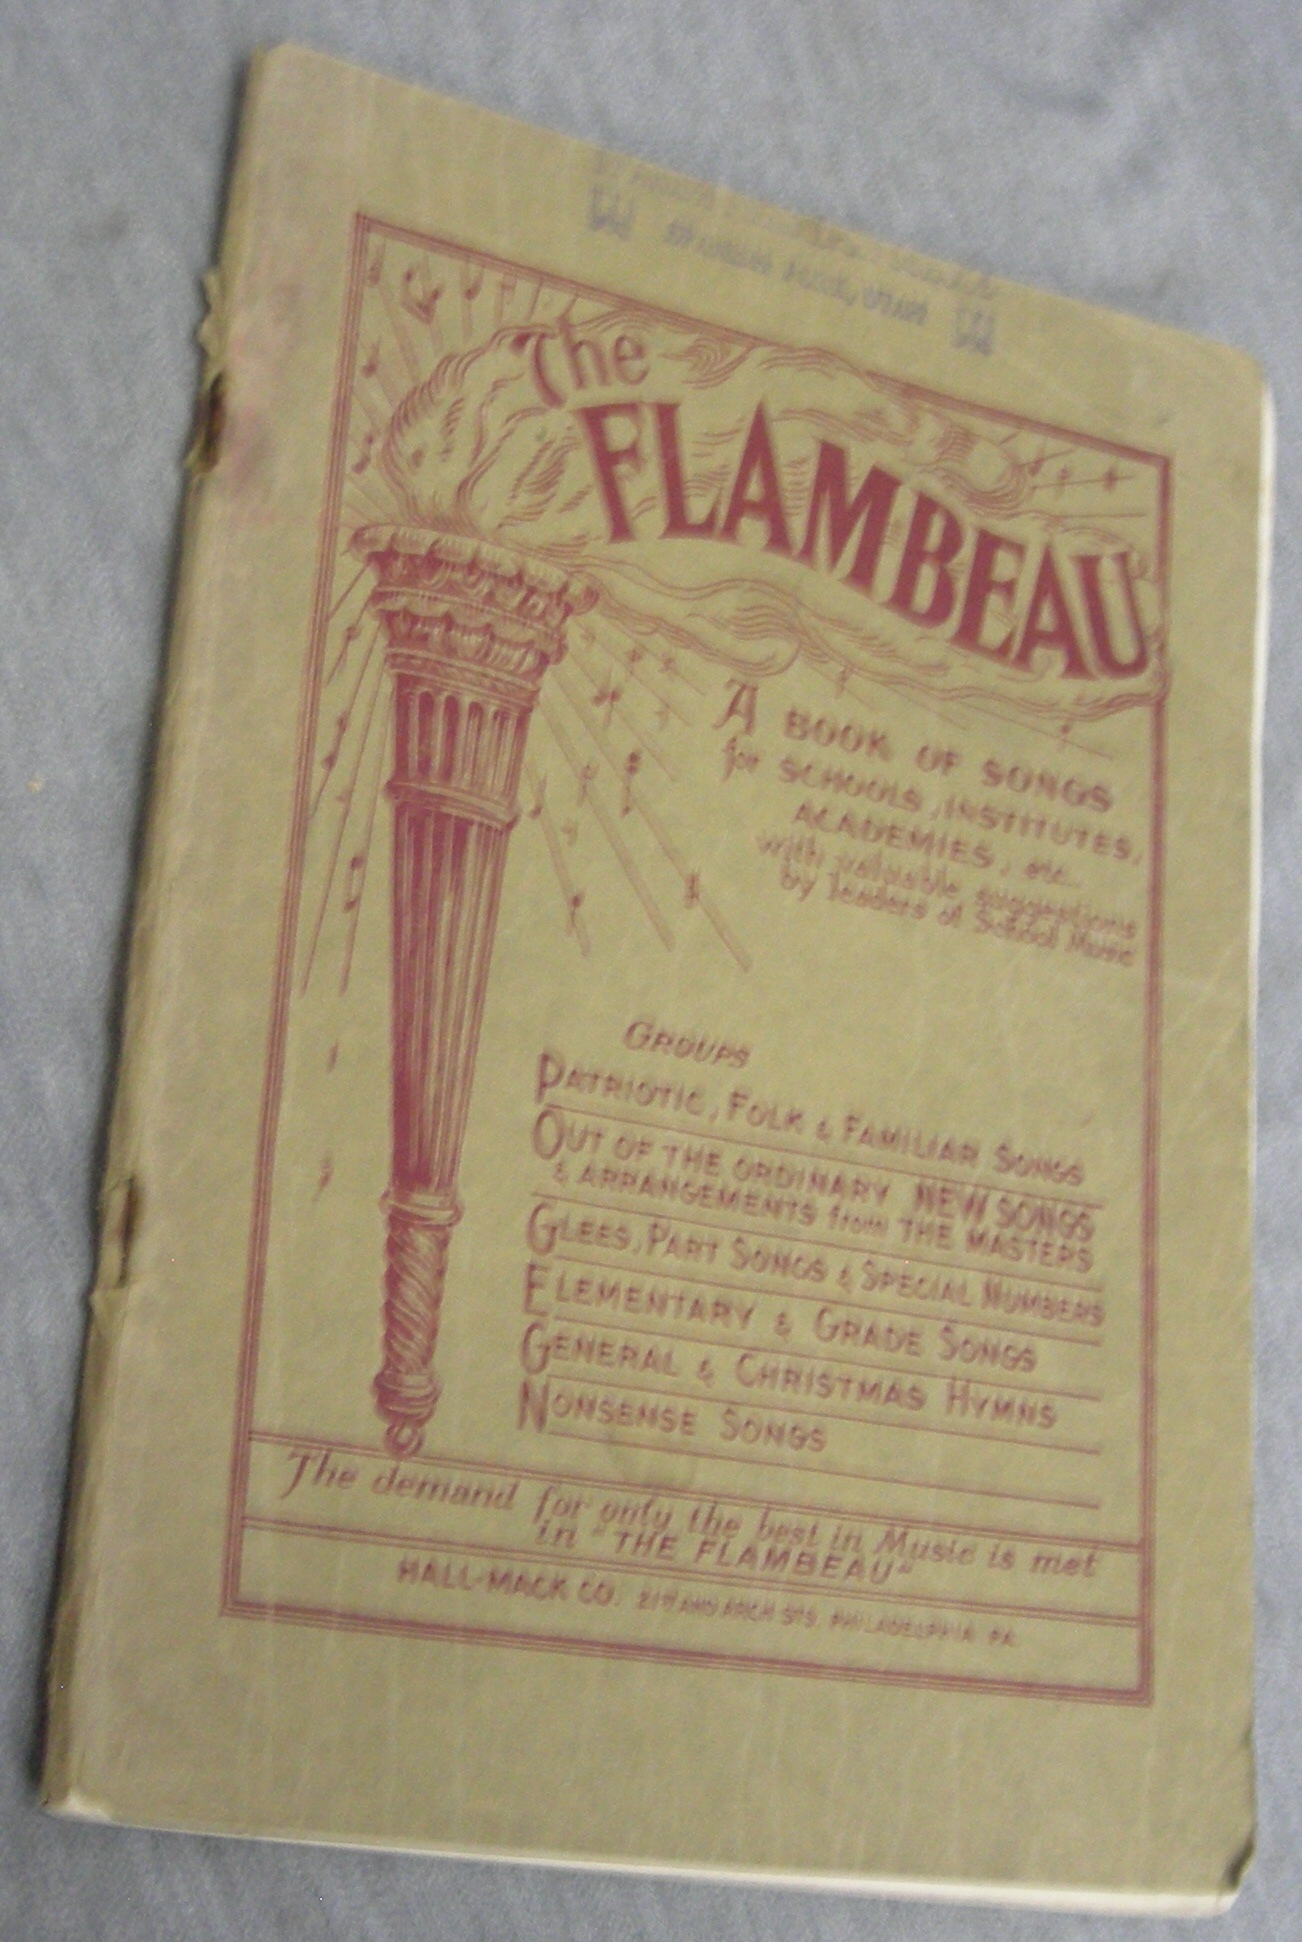 SPANISH FORK, UTAH
The
FLAMBEAU
A BOOK OF SONGS
for SCHOOLS, INSTITUTES,
ACADEMIES, etc.
with valuable suggestions
by leaders of School Music
GROUPS
PATRIOTIC, FOLK & FAMILIAR SONGS
OUT OF THE ORDINARY NEW SONGS
& ARRANGEMENTS from THE MASTERS
GLEES, PART SONGS & SPECIAL NUMBERS
ELEMENTARY & GRADE SONGS
GENERAL & CHRISTMAS HYMNS
NONSENSE SONGS
The demand for only the best in Music is met
in "THE FLAMBEAU"
HALL-MACK CO. 21ST AND ARCH STS. PHILADELPHIA PA.